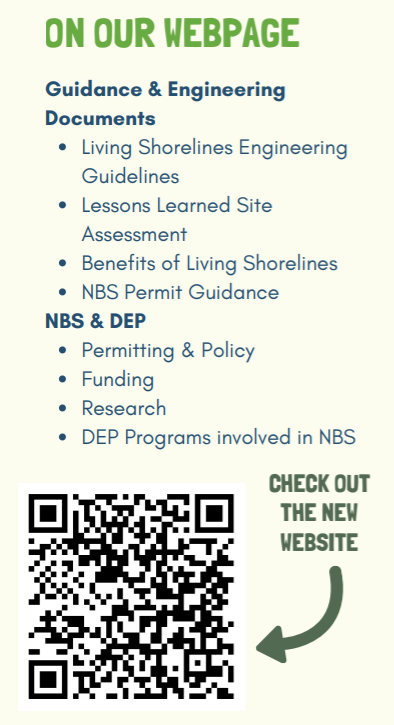 ON OUR WEBPAGE
Guidance & Engineering
Documents
• Living Shorelines Engineering
Guidelines
• Lessons Learned Site
Assessment
• Benefits of Living Shorelines
• NBS Permit Guidance
NBS & DEP
• Permitting & Policy
• Funding
• Research
• DEP Programs involved in NBS
CHECK OUT
THE NEW
WEBSITE